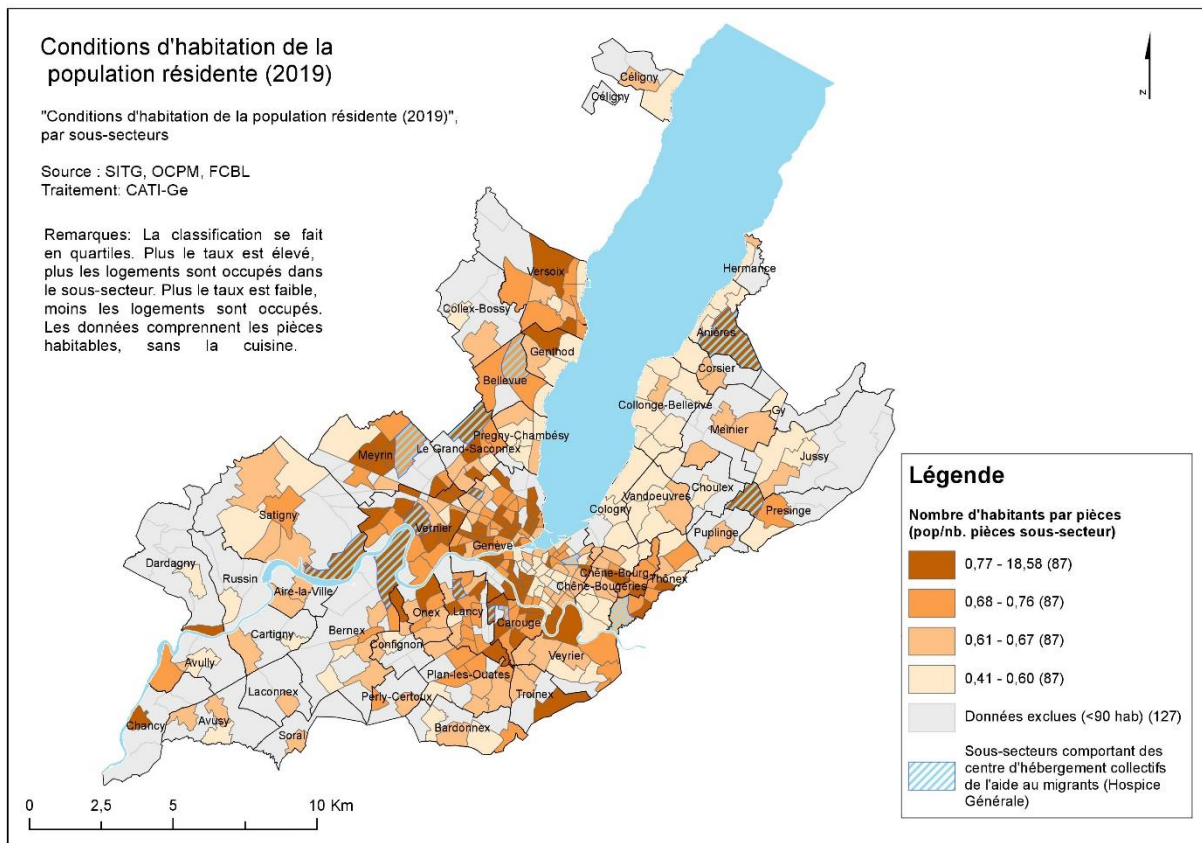 Conditions d'habitation de la
population résidente (2019)
"Conditions d'habitation de la population résidente (2019)",
par sous-secteurs
Source : SITG, OCPM, FCBL
Traitement: CATI-Ge
Remarques: La classification se fait
en quartiles. Plus le taux est élevé,
plus les logements sont occupés dans
le sous-secteur. Plus le taux est faible,
moins les logements sont occupés.
Les données comprennent les pièces
habitables, sans la cuisine.
N
Céligny
Céligny
Versoix
Hermance
Collex-Bossy
Anières
Genthod
Corsier
Bellevue
Collonge-Bellerive
Gy
Meinier
Pregny-Chambésy
Le Grand-Saconnex
Meyrin
Jussy
Choulex
Vandoeuvres
Cologny
Presinge
Satigny
Vernier
Puplinge
Genève
Dardagny
Russin
Chêne-Bourg
Thônex
Chêne-Bougeries
Aire-la-Ville
Onex
Lancy
Carouge
Cartigny
Bernex
Confignon
Veyrier
Avully
Plan-les-Ouates
Laconnex
Perly-Certoux
Troinex
Chancy
Avusy
Soral
Bardonnex
0 2,5 5 10 Km
Légende
Nombre d'habitants par pièces
(pop/nb. pièces sous-secteur)
0,77 - 18,58 (87)
0,68 - 0,76 (87)
0,61 - 0,67 (87)
0,41 - 0,60 (87)
Données exclues (<90 hab) (127)
Sous-secteurs comportant des
centre d'hébergement collectifs
de l'aide au migrants (Hospice
Générale)